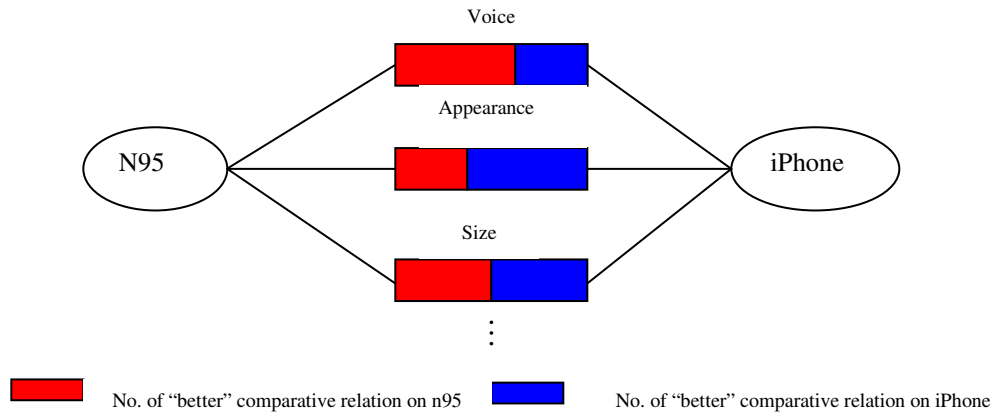 Voice
Appearance
N95
iPhone
Size
⋮
No. of “better” comparative relation on n95
No. of “better” comparative relation on iPhone